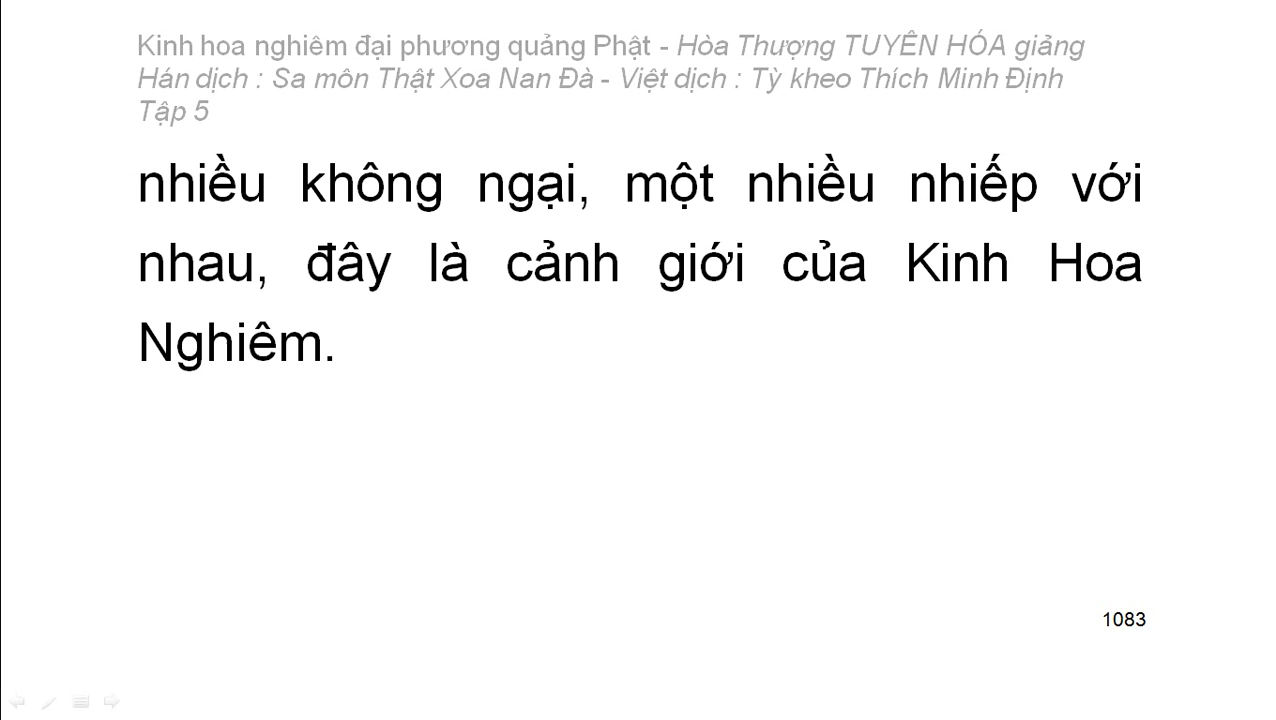 Kinh hoa nghiêm đại phương quảng Phật - Hòa Thượng TUYÊN HÓA giảng
Hán dịch : Sa môn Thật Xoa Nan Đà - Việt dịch : Tỳ kheo Thích Minh Định
Tập 5
nhiều không ngại, một nhiều nhiếp với
nhau, đây là cảnh giới của Kinh Hoa
Nghiêm.
1083